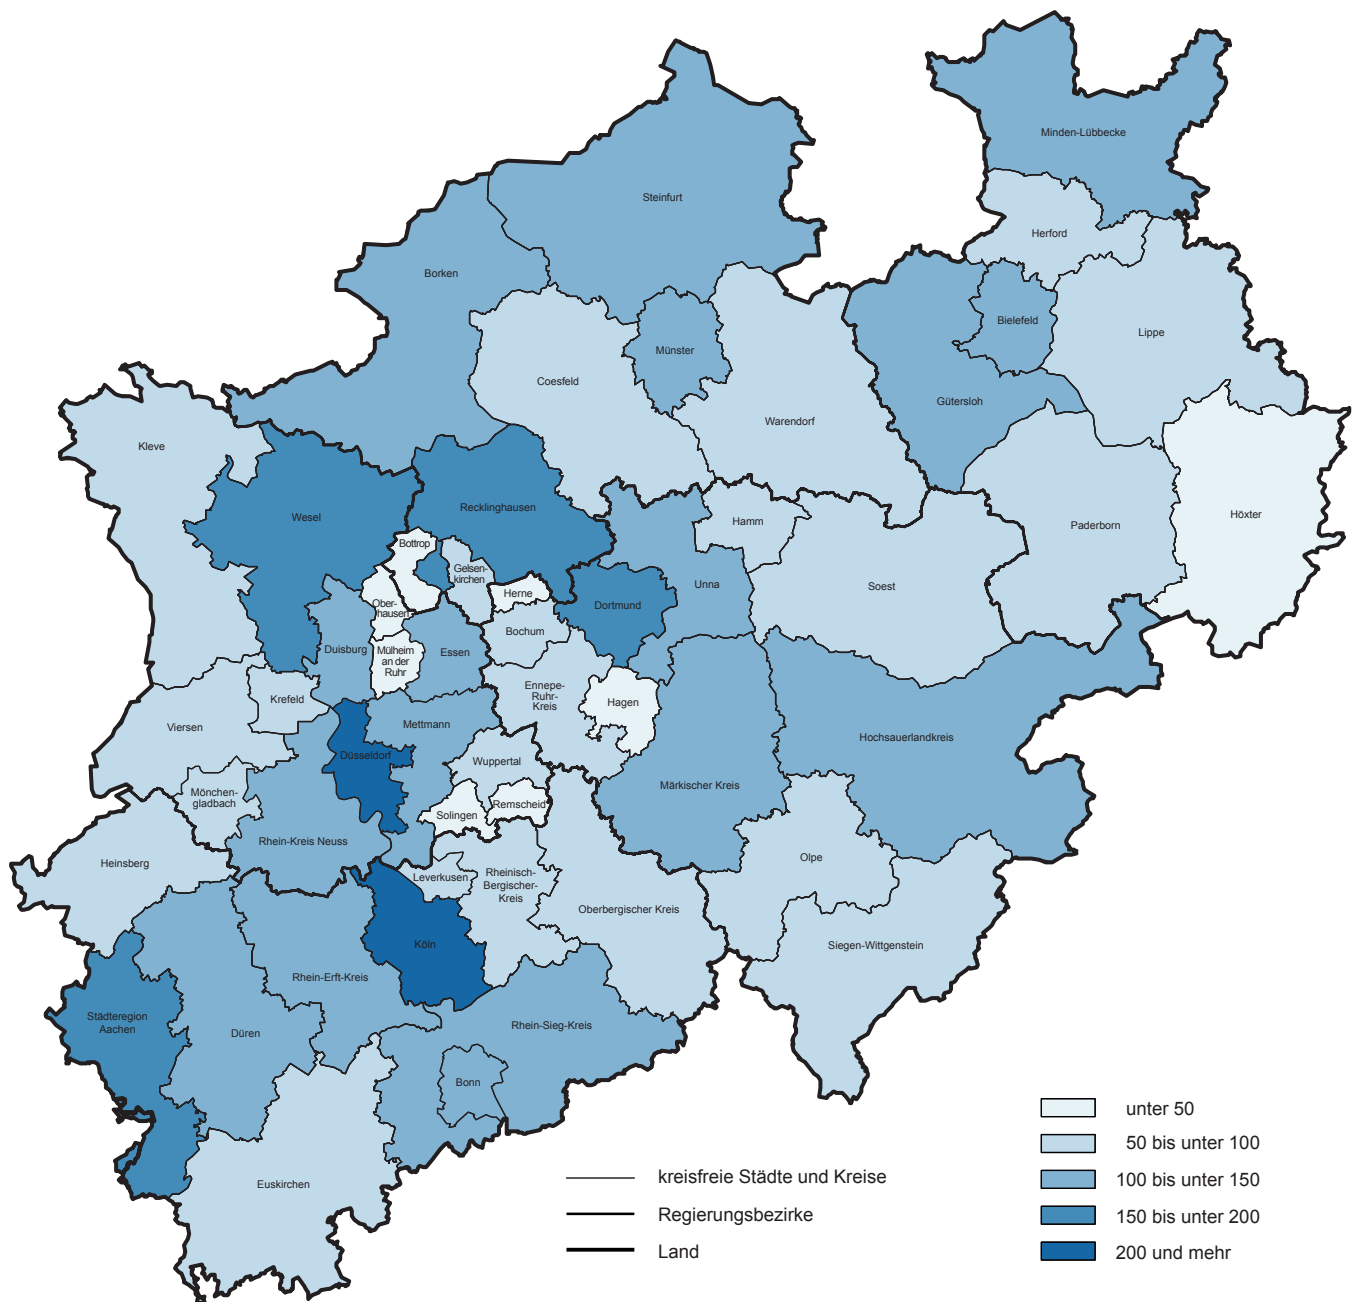 Minden-Lübbecke
Steinfurt
Herford
Borken
Bielefeld
Lippe
Münster
Coesfeld
Gütersloh
Warendorf
Kleve
Recklinghausen
Wesel
Hamm
Paderborn
Höxter
Bottrop
Gelsen-
kirchen
Unna
Soest
Herne
Ober-
hausen
Dortmund
Bochum
Duisburg
Mülheim
an der
Ruhr
Essen
Ennepe-
Ruhr-
Kreis
Krefeld
Hagen
Viersen
Mettmann
Hochsauerlandkreis
Düsseldorf
Wuppertal
Mönchen-
gladbach
Märkischer Kreis
Remscheid
Solingen
Rhein-Kreis Neuss
Heinsberg
Olpe
Leverkusen
Rheinisch-
Bergischer-
Kreis
Oberbergischer Kreis
Köln
Siegen-Wittgenstein
Rhein-Erft-Kreis
Städteregion
Aachen
Düren
Rhein-Sieg-Kreis
Bonn
Euskirchen
kreisfreie Städte und Kreise
Regierungsbezirke
Land
unter 50
50 bis unter 100
100 bis unter 150
150 bis unter 200
200 und mehr